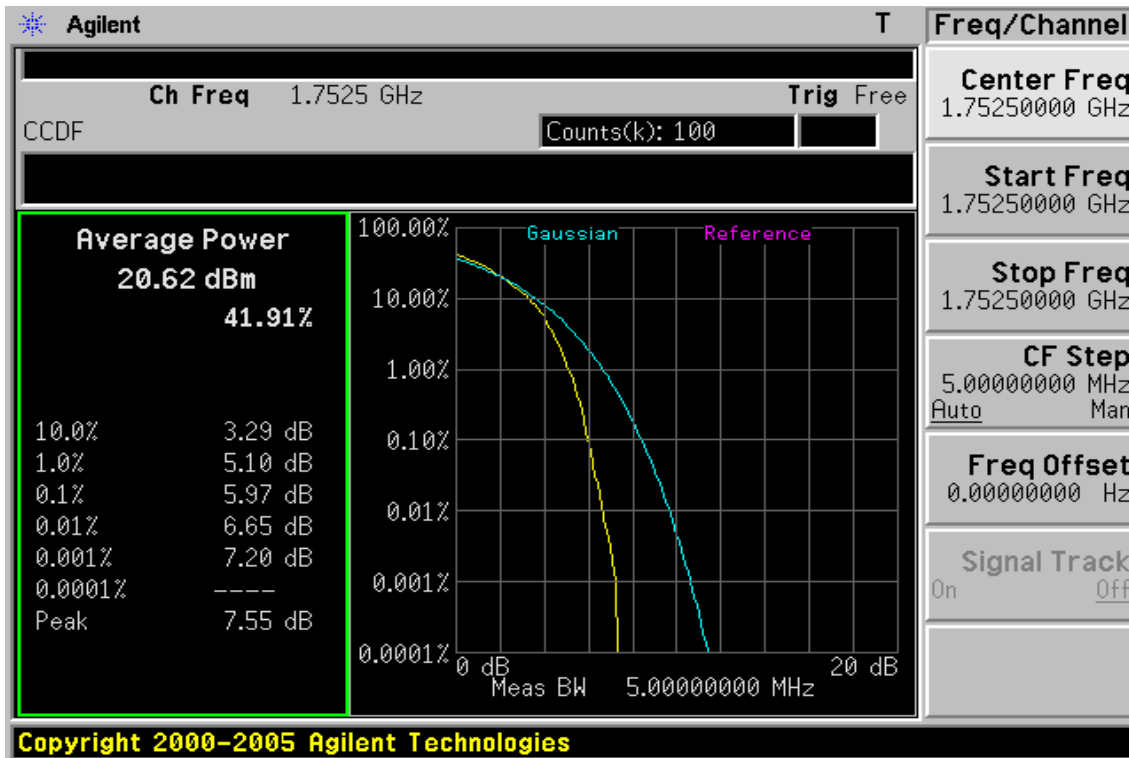 Agilent T
Ch Freq 1.7525 GHz Trig Free
CCDF Counts(k): 100
Average Power
20.62 dBm
41.91%
10.0% 3.29 dB
1.0% 5.10 dB
0.1% 5.97 dB
0.01% 6.65 dB
0.001% 7.20 dB
0.0001% ----
Peak 7.55 dB
Gaussian Reference
100.00%
10.00%
1.00%
0.10%
0.01%
0.001%
0.0001%
0 dB 20 dB
Meas BW 5.00000000 MHz
Freq/Channel
Center Freq
1.75250000 GHz
Start Freq
1.75250000 GHz
Stop Freq
1.75250000 GHz
CF Step
5.00000000 MHz
Auto Man
Freq Offset
0.00000000 Hz
Signal Track
On Off
Copyright 2000-2005 Agilent Technologies